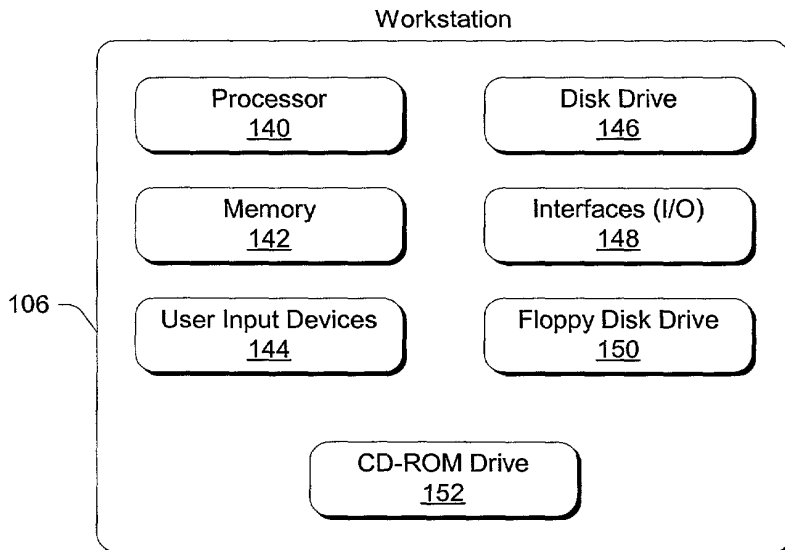 Workstation
Processor
140
Disk Drive
146
Memory
142
Interfaces (I/O)
148
106
User Input Devices
144
Floppy Disk Drive
150
CD-ROM Drive
152